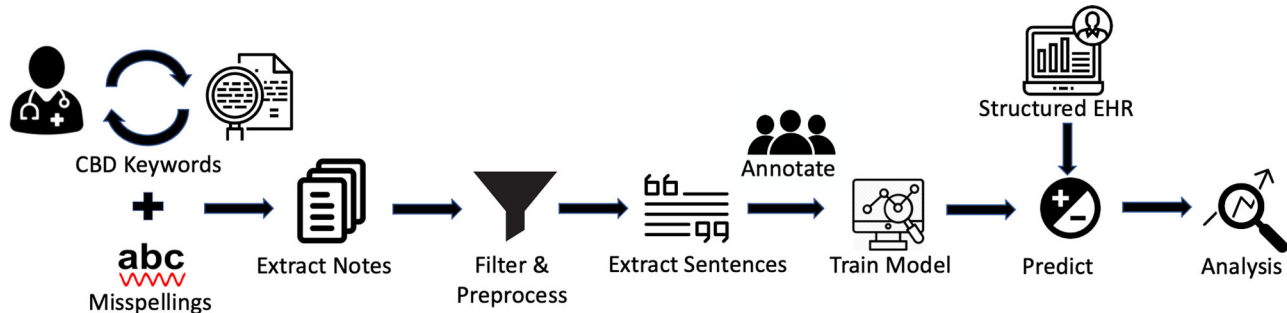 Structured EHR
CBD Keywords
Annotate
abc
Misspellings
Extract Notes
Filter &
Preprocess
Extract Sentences
Train Model
Predict
Analysis